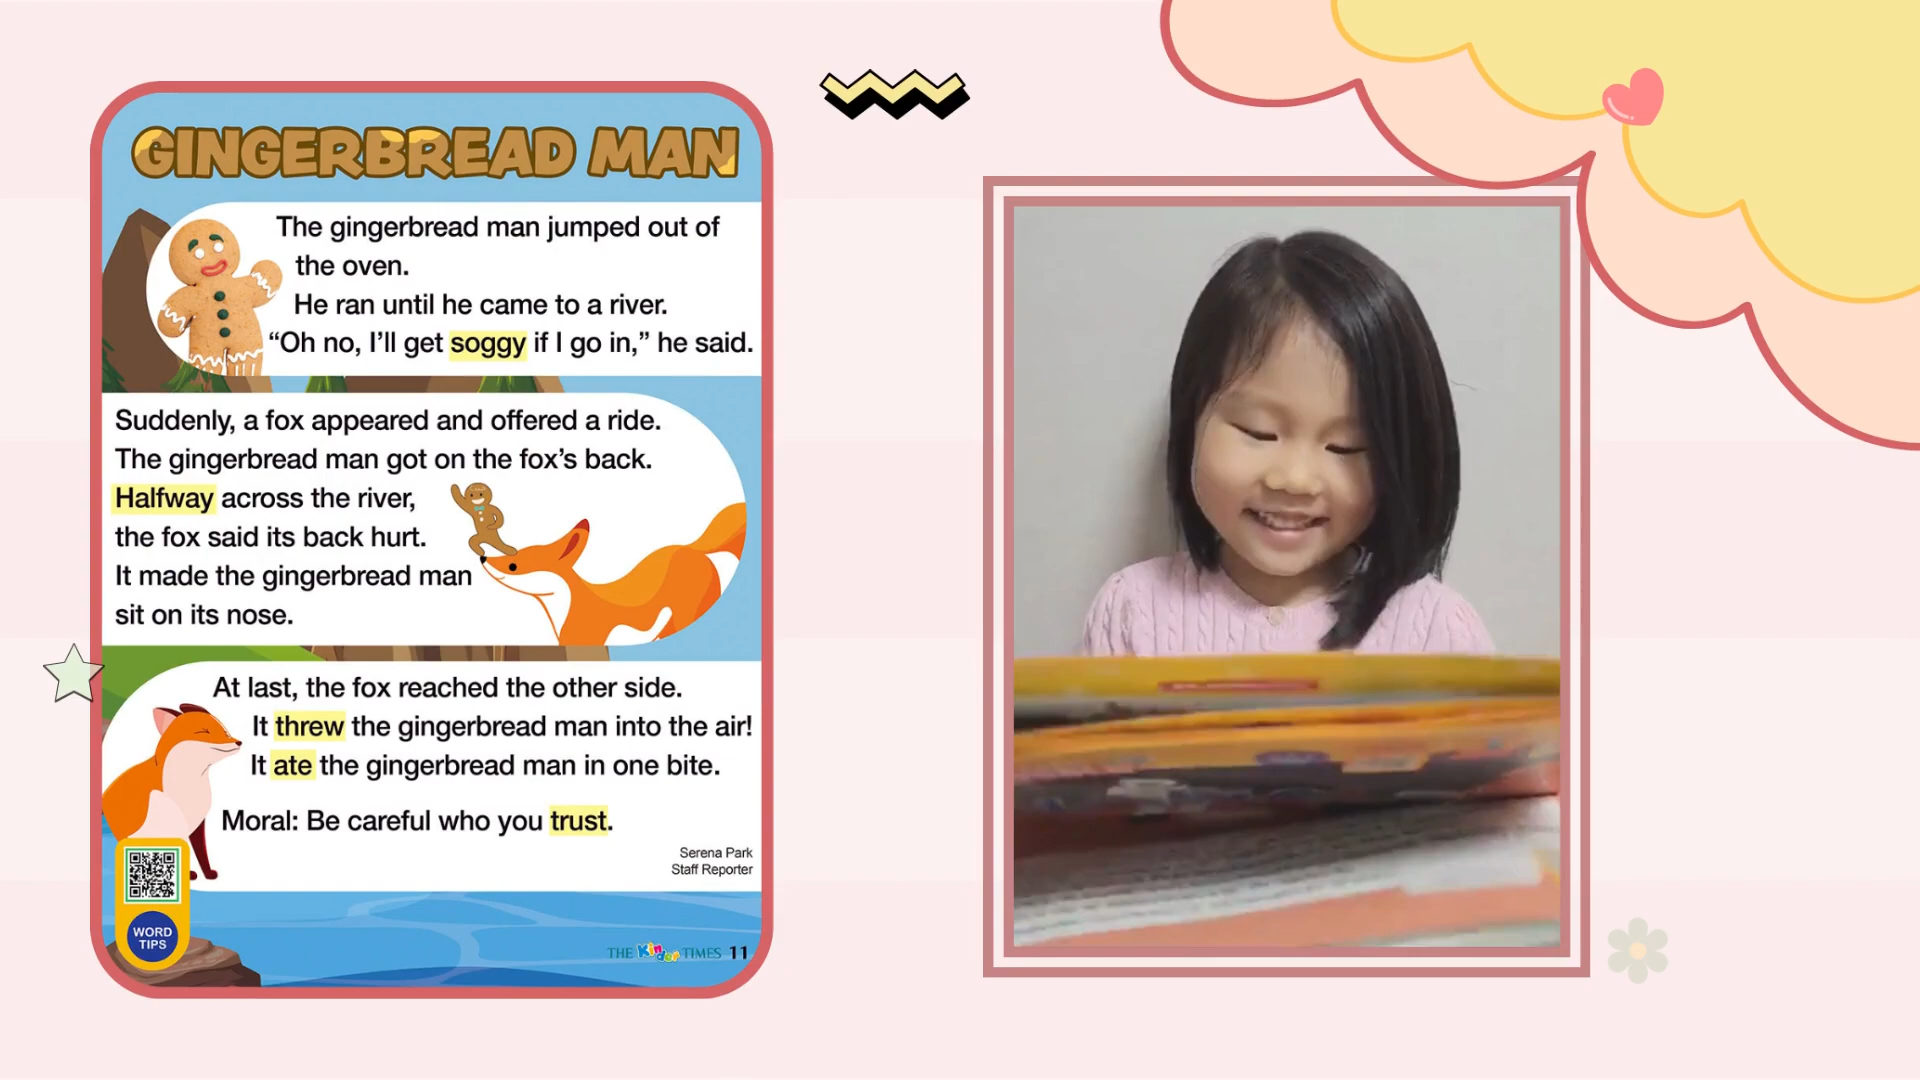 GINGERBREAD MAN
The gingerbread man jumped out of
the oven.
He ran until he came to a river.
“Oh no, I’ll get soggy if I go in,” he said.
Suddenly, a fox appeared and offered a ride.
The gingerbread man got on the fox’s back.
Halfway across the river,
the fox said its back hurt.
It made the gingerbread man
sit on its nose.
At last, the fox reached the other side.
It threw the gingerbread man into the air!
It ate the gingerbread man in one bite.
Moral: Be careful who you trust.
Serena Park
Staff Reporter
WORD
TIPS
THE Kinder TIMES 11